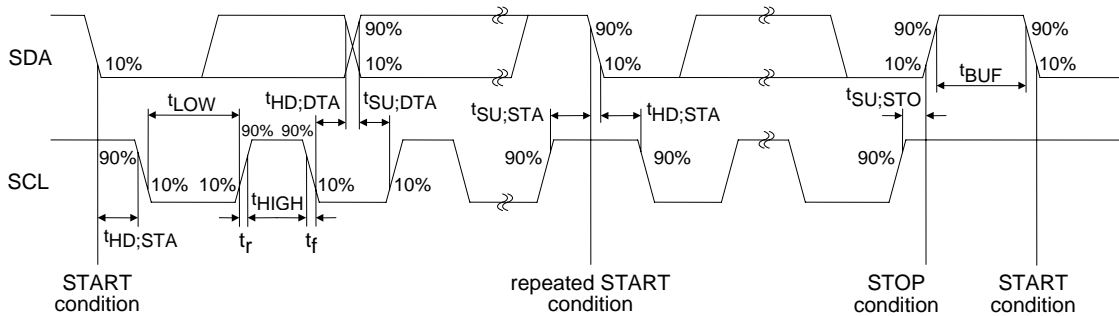 90%
90%
90%
90%
SDA
10%
10%
10%
10%
10%
tLOW
tHD;DTA
tSU;DTA
tSU;STA
tHD;STA
tSU;STO
tBUF
90%
90%
90%
90%
90%
90%
SCL
10%
10%
10%
10%
tHIGH
tHD;STA
tr
tf
START
condition
repeated START
condition
STOP
condition
START
condition